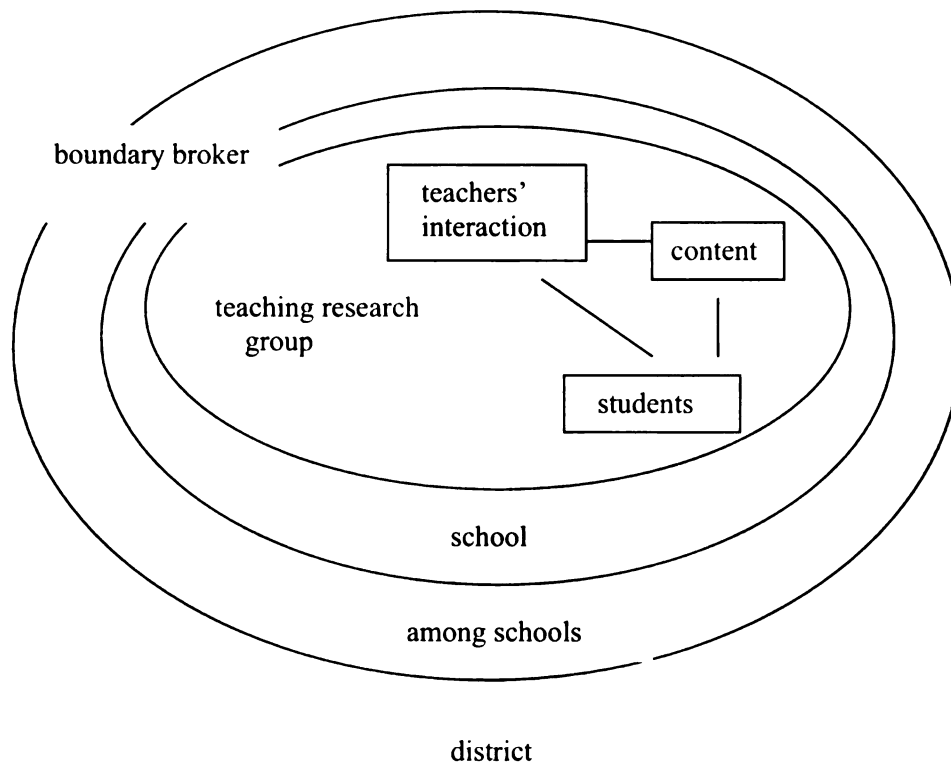 boundary broker
teachers'
interaction
content
teaching research
group
students
school
among schools
district